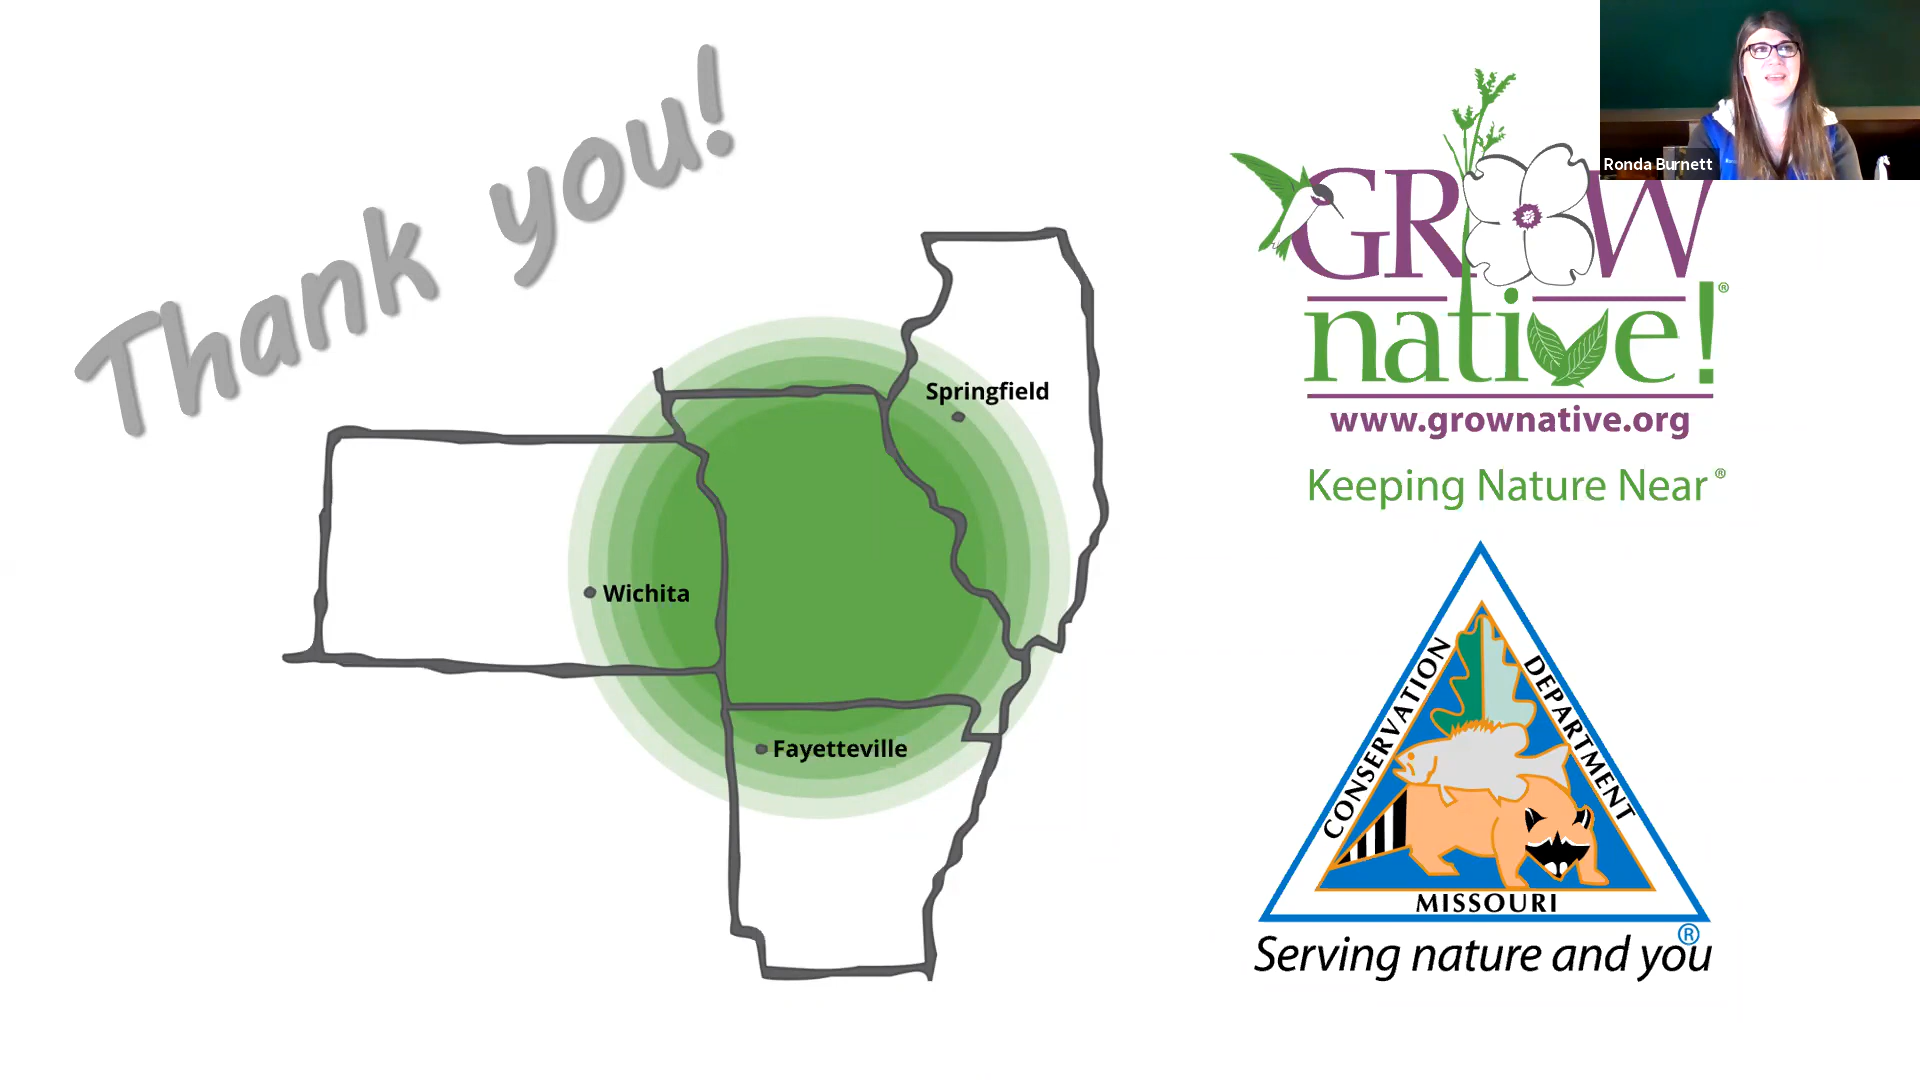 Thank you!
Ronda Burnett
GROW
native!®
www.grownative.org
Keeping Nature Near®
Springfield
Wichita
Fayetteville
CONSERVATION
DEPARTMENT
MISSOURI
Serving nature and you®